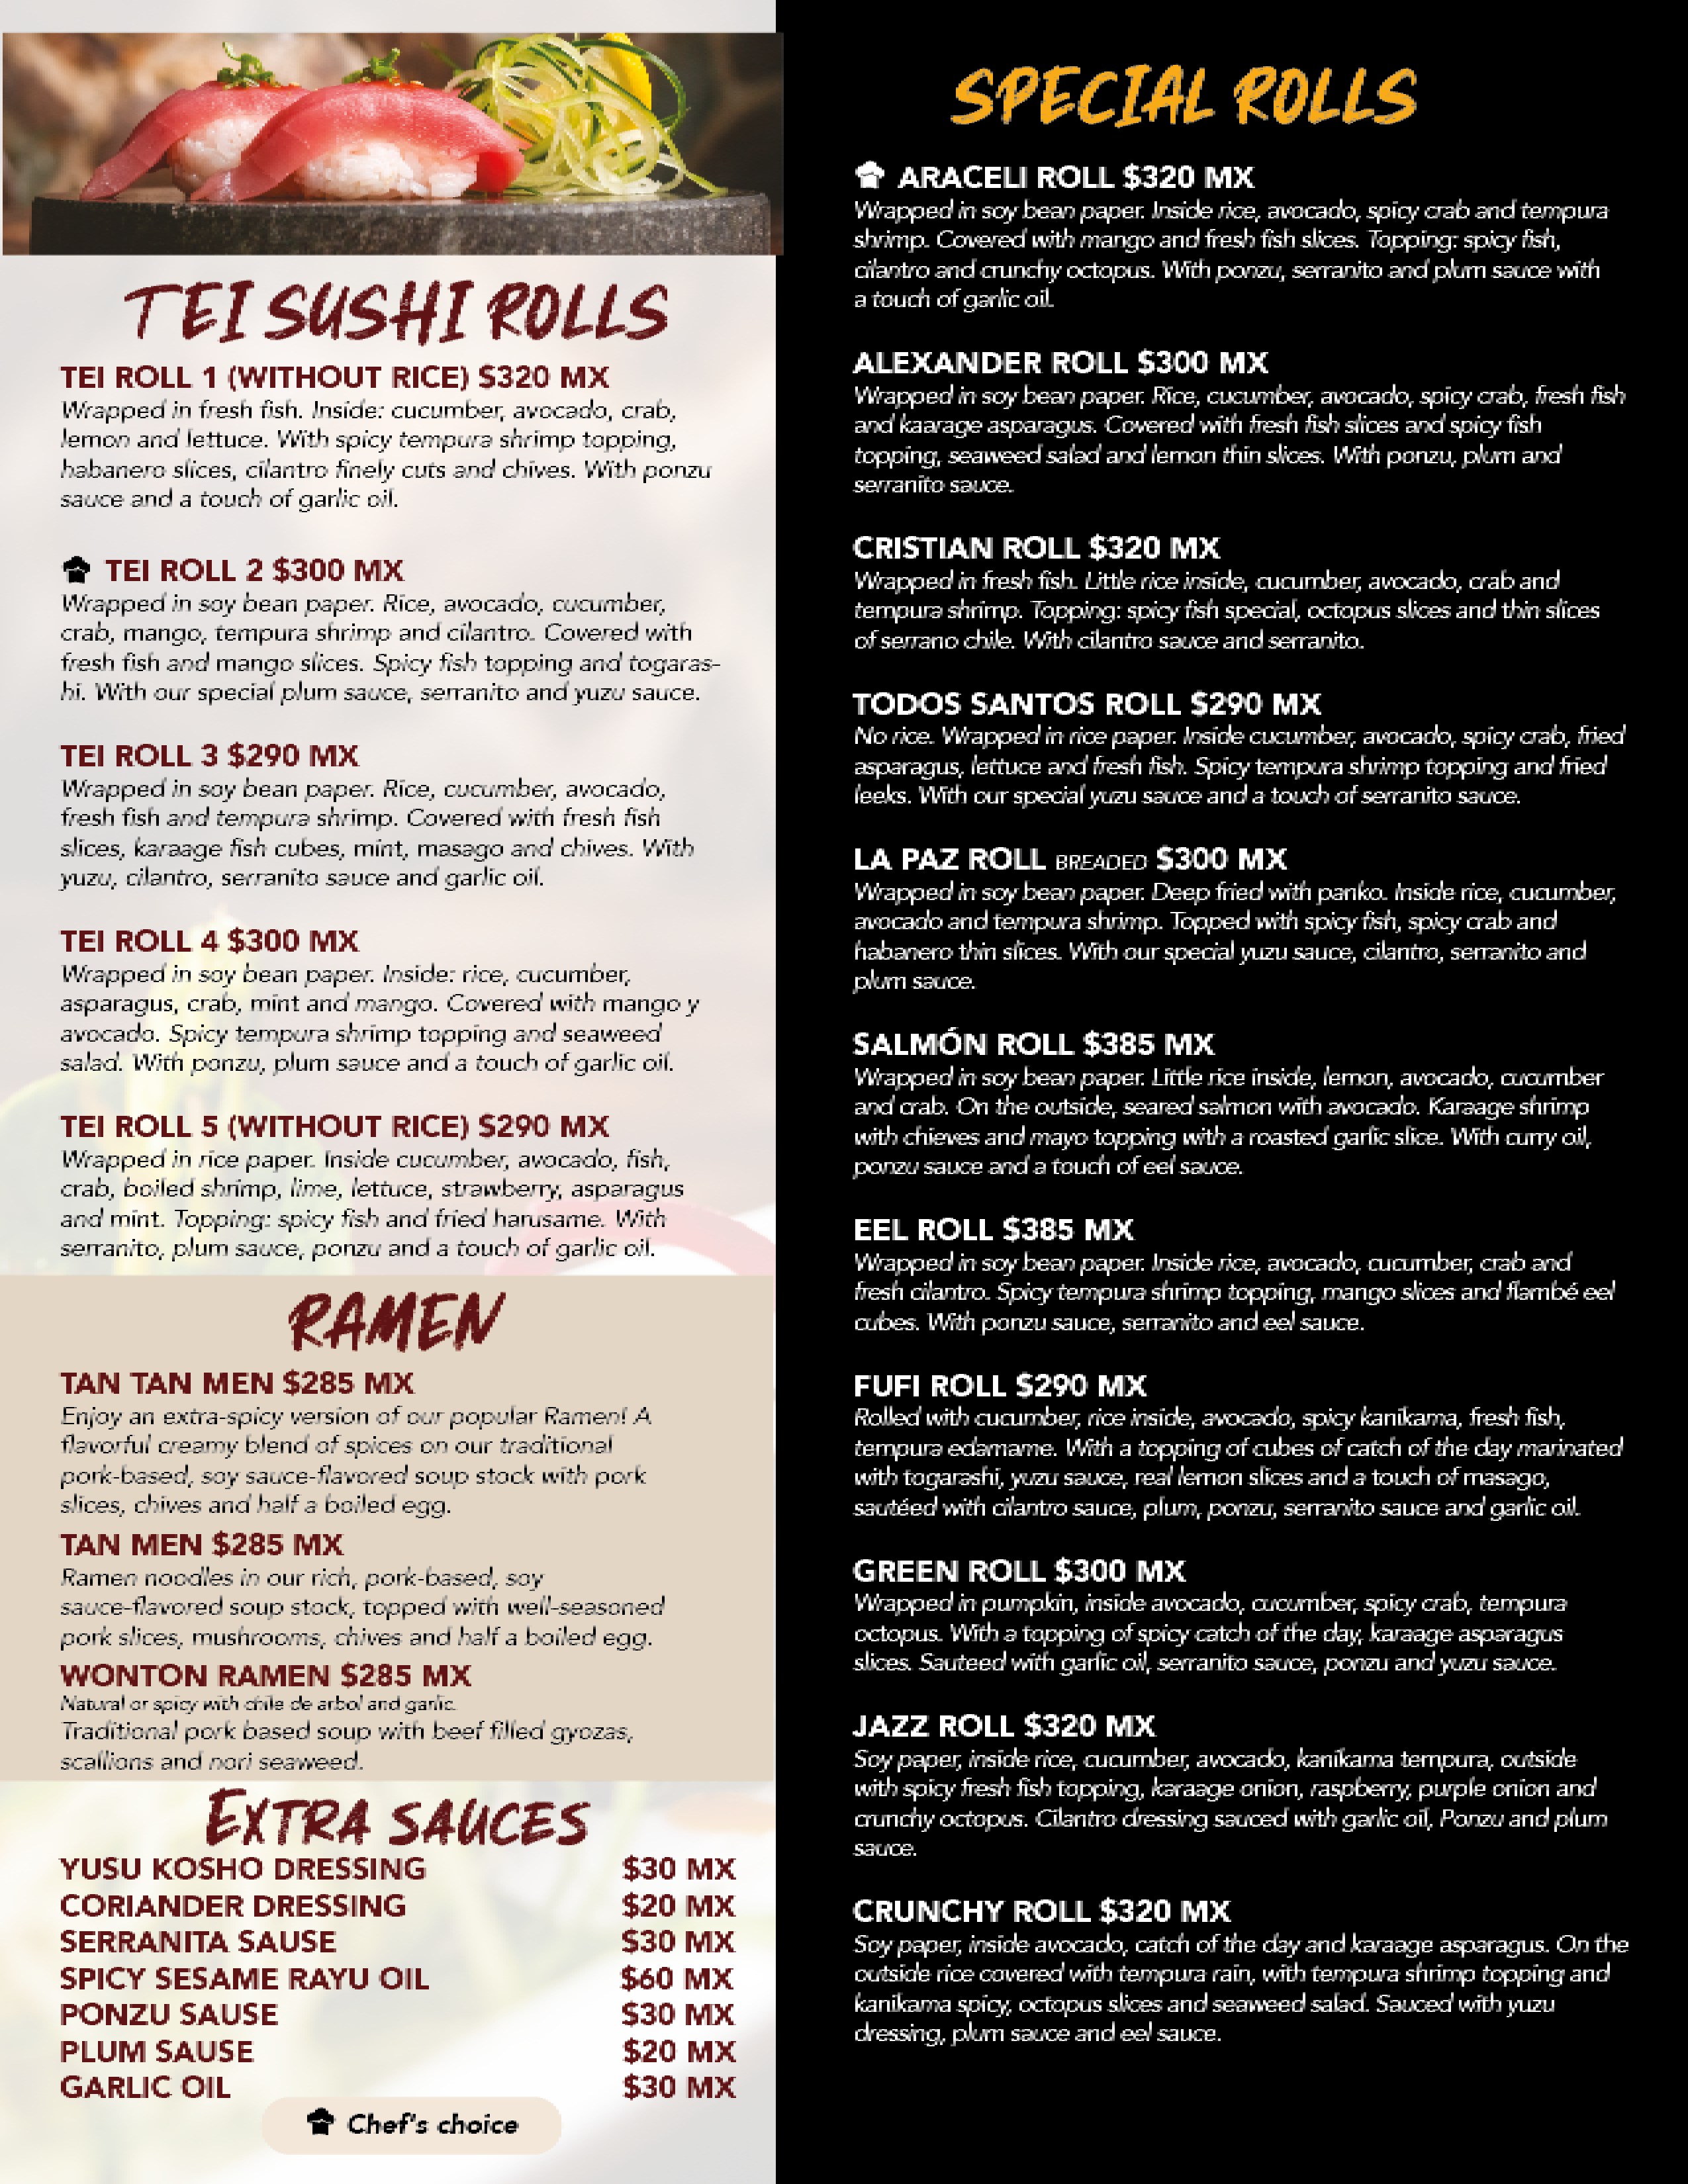 TEI SUSHI ROLLS
TEI ROLL 1 (WITHOUT RICE) $320 MX
Wrapped in fresh fish. Inside: cucumber, avocado, crab,
lemon and lettuce. With spicy tempura shrimp topping,
habanero slices, cilantro finely cuts and chives. With ponzu
sauce and a touch of garlic oil.
TEI ROLL 2 $300 MX
Wrapped in soy bean paper. Rice, avocado, cucumber,
crab, mango, tempura shrimp and cilantro. Covered with
fresh fish and mango slices. Spicy fish topping and togaras-
hi. With our special plum sauce, serranito and yuzu sauce.
TEI ROLL 3 $290 MX
Wrapped in soy bean paper. Rice, cucumber, avocado,
fresh fish and tempura shrimp. Covered with fresh fish
slices, karaage fish cubes, mint, masago and chives. With
yuzu, cilantro, serranito sauce and garlic oil.
TEI ROLL 4 $300 MX
Wrapped in soy bean paper. Inside: rice, cucumber,
asparagus, crab, mint and mango. Covered with mango y
avocado. Spicy tempura shrimp topping and seaweed
salad. With ponzu, plum sauce and a touch of garlic oil.
TEI ROLL 5 (WITHOUT RICE) $290 MX
Wrapped in rice paper. Inside cucumber, avocado, fish,
crab, boiled shrimp, lime, lettuce, strawberry, asparagus
and mint. Topping: spicy fish and fried harusame. With
serranito, plum sauce, ponzu and a touch of garlic oil.
RAMEN
TAN TAN MEN $285 MX
Enjoy an extra-spicy version of our popular Ramen! A
flavorful creamy blend of spices on our traditional
pork-based, soy sauce-flavored soup stock with pork
slices, chives and half a boiled egg.
TAN MEN $285 MX
Ramen noodles in our rich, pork-based, soy
sauce-flavored soup stock, topped with well-seasoned
pork slices, mushrooms, chives and half a boiled egg.
WONTON RAMEN $285 MX
Natural or spicy with chile de arbol and garlic.
Traditional pork based soup with beef filled gyozas,
scallions and nori seaweed.
EXTRA SAUCES
YUSU KOSHO DRESSING $30 MX
CORIANDER DRESSING $20 MX
SERRANITA SAUSE $30 MX
SPICY SESAME RAYU OIL $60 MX
PONZU SAUSE $30 MX
PLUM SAUSE $20 MX
GARLIC OIL $30 MX
Chef's choice
SPECIAL ROLLS
ARACELI ROLL $320 MX
Wrapped in soy bean paper. Inside rice, avocado, spicy crab and tempura
shrimp. Covered with mango and fresh fish slices. Topping: spicy fish,
cilantro and crunchy octopus. With ponzu, serranito and plum sauce with
a touch of garlic oil.
ALEXANDER ROLL $300 MX
Wrapped in soy bean paper. Rice, cucumber, avocado, spicy crab, fresh fish
and kaarage asparagus. Covered with fresh fish slices and spicy fish
topping, seaweed salad and lemon thin slices. With ponzu, plum and
serranito sauce.
CRISTIAN ROLL $320 MX
Wrapped in fresh fish. Little rice inside, cucumber, avocado, crab and
tempura shrimp. Topping: spicy fish special, octopus slices and thin slices
of serrano chile. With cilantro sauce and serranito.
TODOS SANTOS ROLL $290 MX
No rice. Wrapped in rice paper. Inside cucumber, avocado, spicy crab, fried
asparagus, lettuce and fresh fish. Spicy tempura shrimp topping and fried
leeks. With our special yuzu sauce and a touch of serranito sauce.
LA PAZ ROLL BREADED $300 MX
Wrapped in soy bean paper. Deep fried with panko. Inside rice, cucumber,
avocado and tempura shrimp. Topped with spicy fish, spicy crab and
habanero thin slices. With our special yuzu sauce, cilantro, serranito and
plum sauce.
SALMÓN ROLL $385 MX
Wrapped in soy bean paper. Little rice inside, lemon, avocado, cucumber
and crab. On the outside, seared salmon with avocado. Karaage shrimp
with chieves and mayo topping with a roasted garlic slice. With curry oil,
ponzu sauce and a touch of eel sauce.
EEL ROLL $385 MX
Wrapped in soy bean paper. Inside rice, avocado, cucumber, crab and
fresh cilantro. Spicy tempura shrimp topping, mango slices and flambé eel
cubes. With ponzu sauce, serranito and eel sauce.
FUFI ROLL $290 MX
Rolled with cucumber, rice inside, avocado, spicy kanikama, fresh fish,
tempura edamame. With a topping of cubes of catch of the day marinated
with togarashi, yuzu sauce, real lemon slices and a touch of masago,
sautéed with cilantro sauce, plum, ponzu, serranito sauce and garlic oil.
GREEN ROLL $300 MX
Wrapped in pumpkin, inside avocado, cucumber, spicy crab, tempura
octopus. With a topping of spicy catch of the day, karaage asparagus
slices. Sauteed with garlic oil, serranito sauce, ponzu and yuzu sauce.
JAZZ ROLL $320 MX
Soy paper, inside rice, cucumber, avocado, kanikama tempura, outside
with spicy fresh fish topping, karaage onion, raspberry, purple onion and
crunchy octopus. Cilantro dressing sauced with garlic oil, Ponzu and plum
sauce.
CRUNCHY ROLL $320 MX
Soy paper, inside avocado, catch of the day and karaage asparagus. On the
outside rice covered with tempura rain, with tempura shrimp topping and
kanikama spicy, octopus slices and seaweed salad. Sauced with yuzu
dressing, plum sauce and eel sauce.